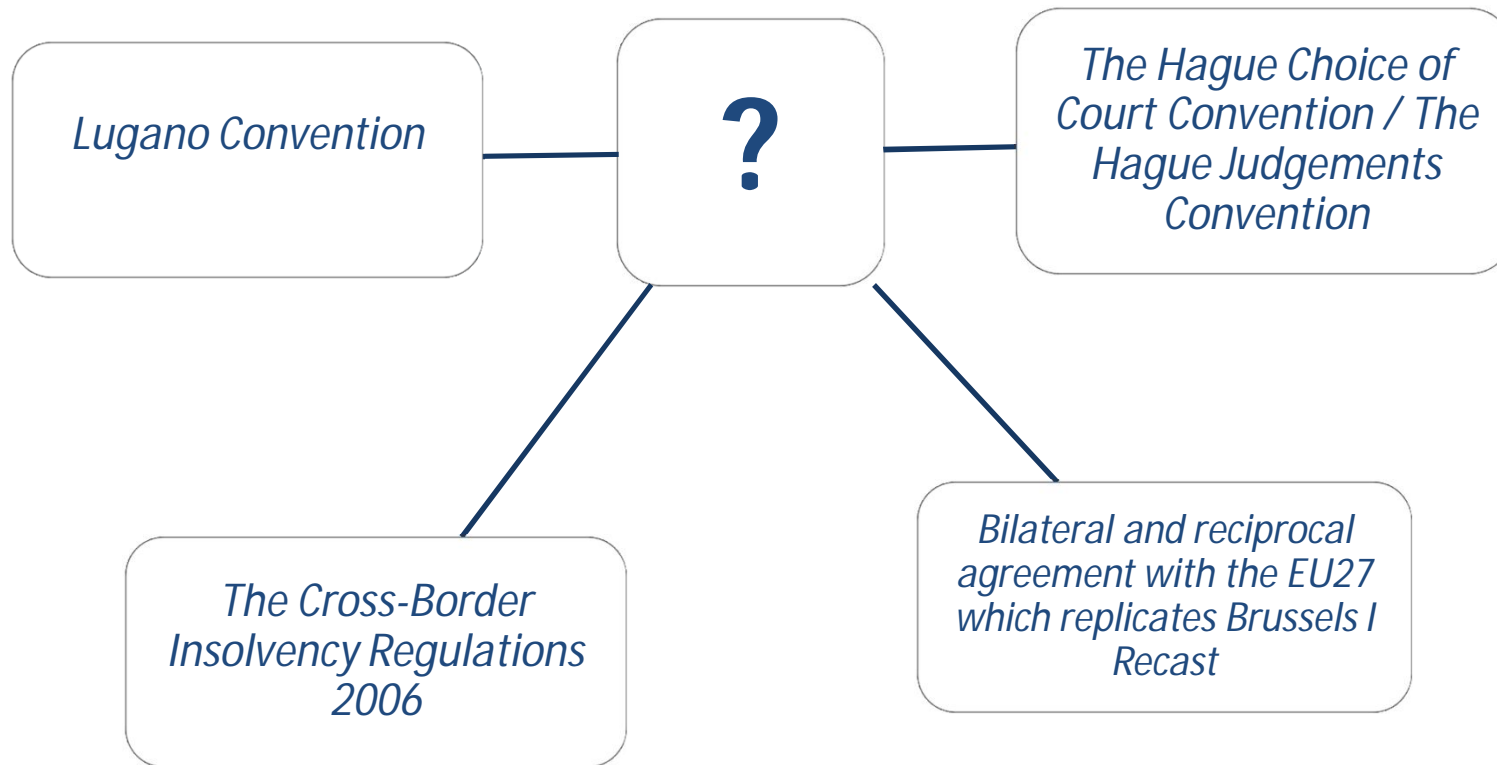 Lugano Convention
?
The Hague Choice of
Court Convention / The
Hague Judgements
Convention
The Cross-Border
Insolvency Regulations
2006
Bilateral and reciprocal
agreement with the EU27
which replicates Brussels I
Recast